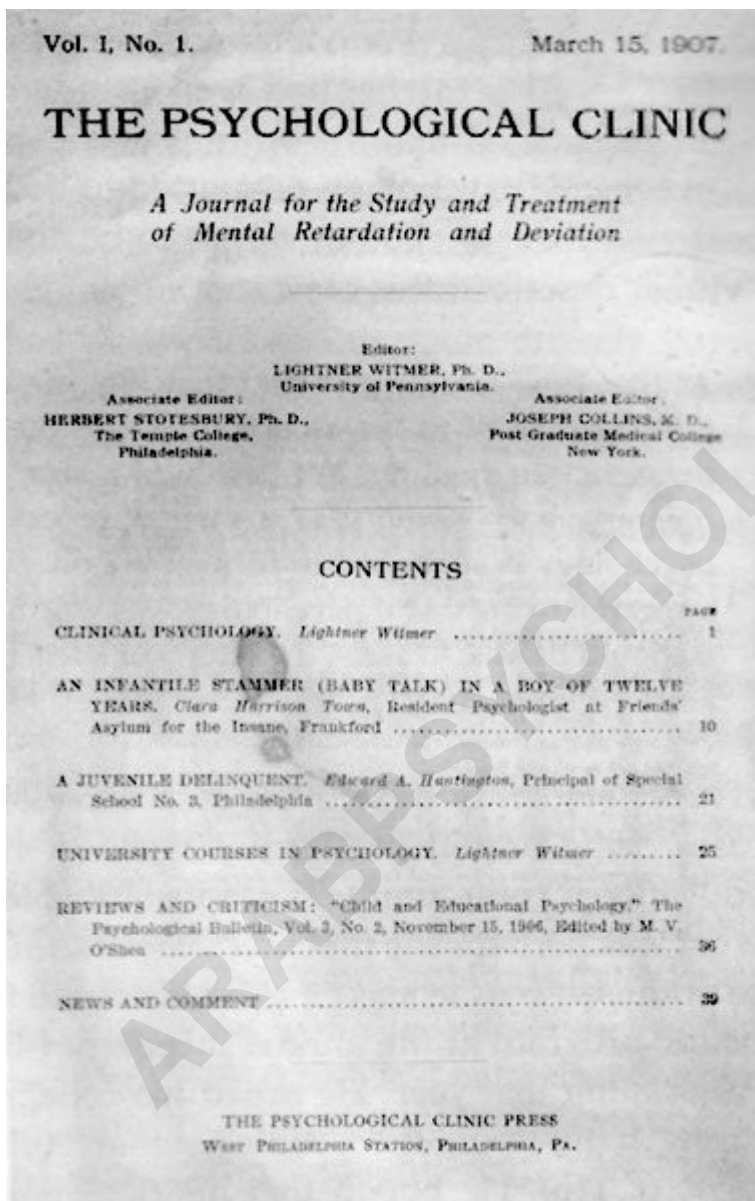 Vol. I, No. 1. March 15, 1907.
THE PSYCHOLOGICAL CLINIC
A Journal for the Study and Treatment
of Mental Retardation and Deviation
Editor:
LIGHTNER WITMER, Ph. D.,
University of Pennsylvania.
Associate Editor:
HERBERT STOTESBURY, Ph. D.,
The Temple College,
Philadelphia.
Associate Editor:
JOSEPH COLLINS, M. D.,
Post Graduate Medical College
New York.
CONTENTS
PAGE
CLINICAL PSYCHOLOGY. Lightner Witmer .......................... 1
AN INFANTILE STAMMER (BABY TALK) IN A BOY OF TWELVE
YEARS. Clara Harrison Town, Resident Psychologist at Friends'
Asylum for the Insane, Frankford ................................ 10
A JUVENILE DELINQUENT. Edward A. Huntington, Principal of Special
School No. 3, Philadelphia ........................................ 21
UNIVERSITY COURSES IN PSYCHOLOGY. Lightner Witmer ......... 25
REVIEWS AND CRITICISM: "Child and Educational Psychology." The
Psychological Bulletin, Vol. 3, No. 2, November 15, 1906, Edited by M. V.
O'Shea ........................................................... 36
NEWS AND COMMENT .............................................. 39
THE PSYCHOLOGICAL CLINIC PRESS
WEST PHILADELPHIA STATION, PHILADELPHIA, PA.
ARABPSYCHOL